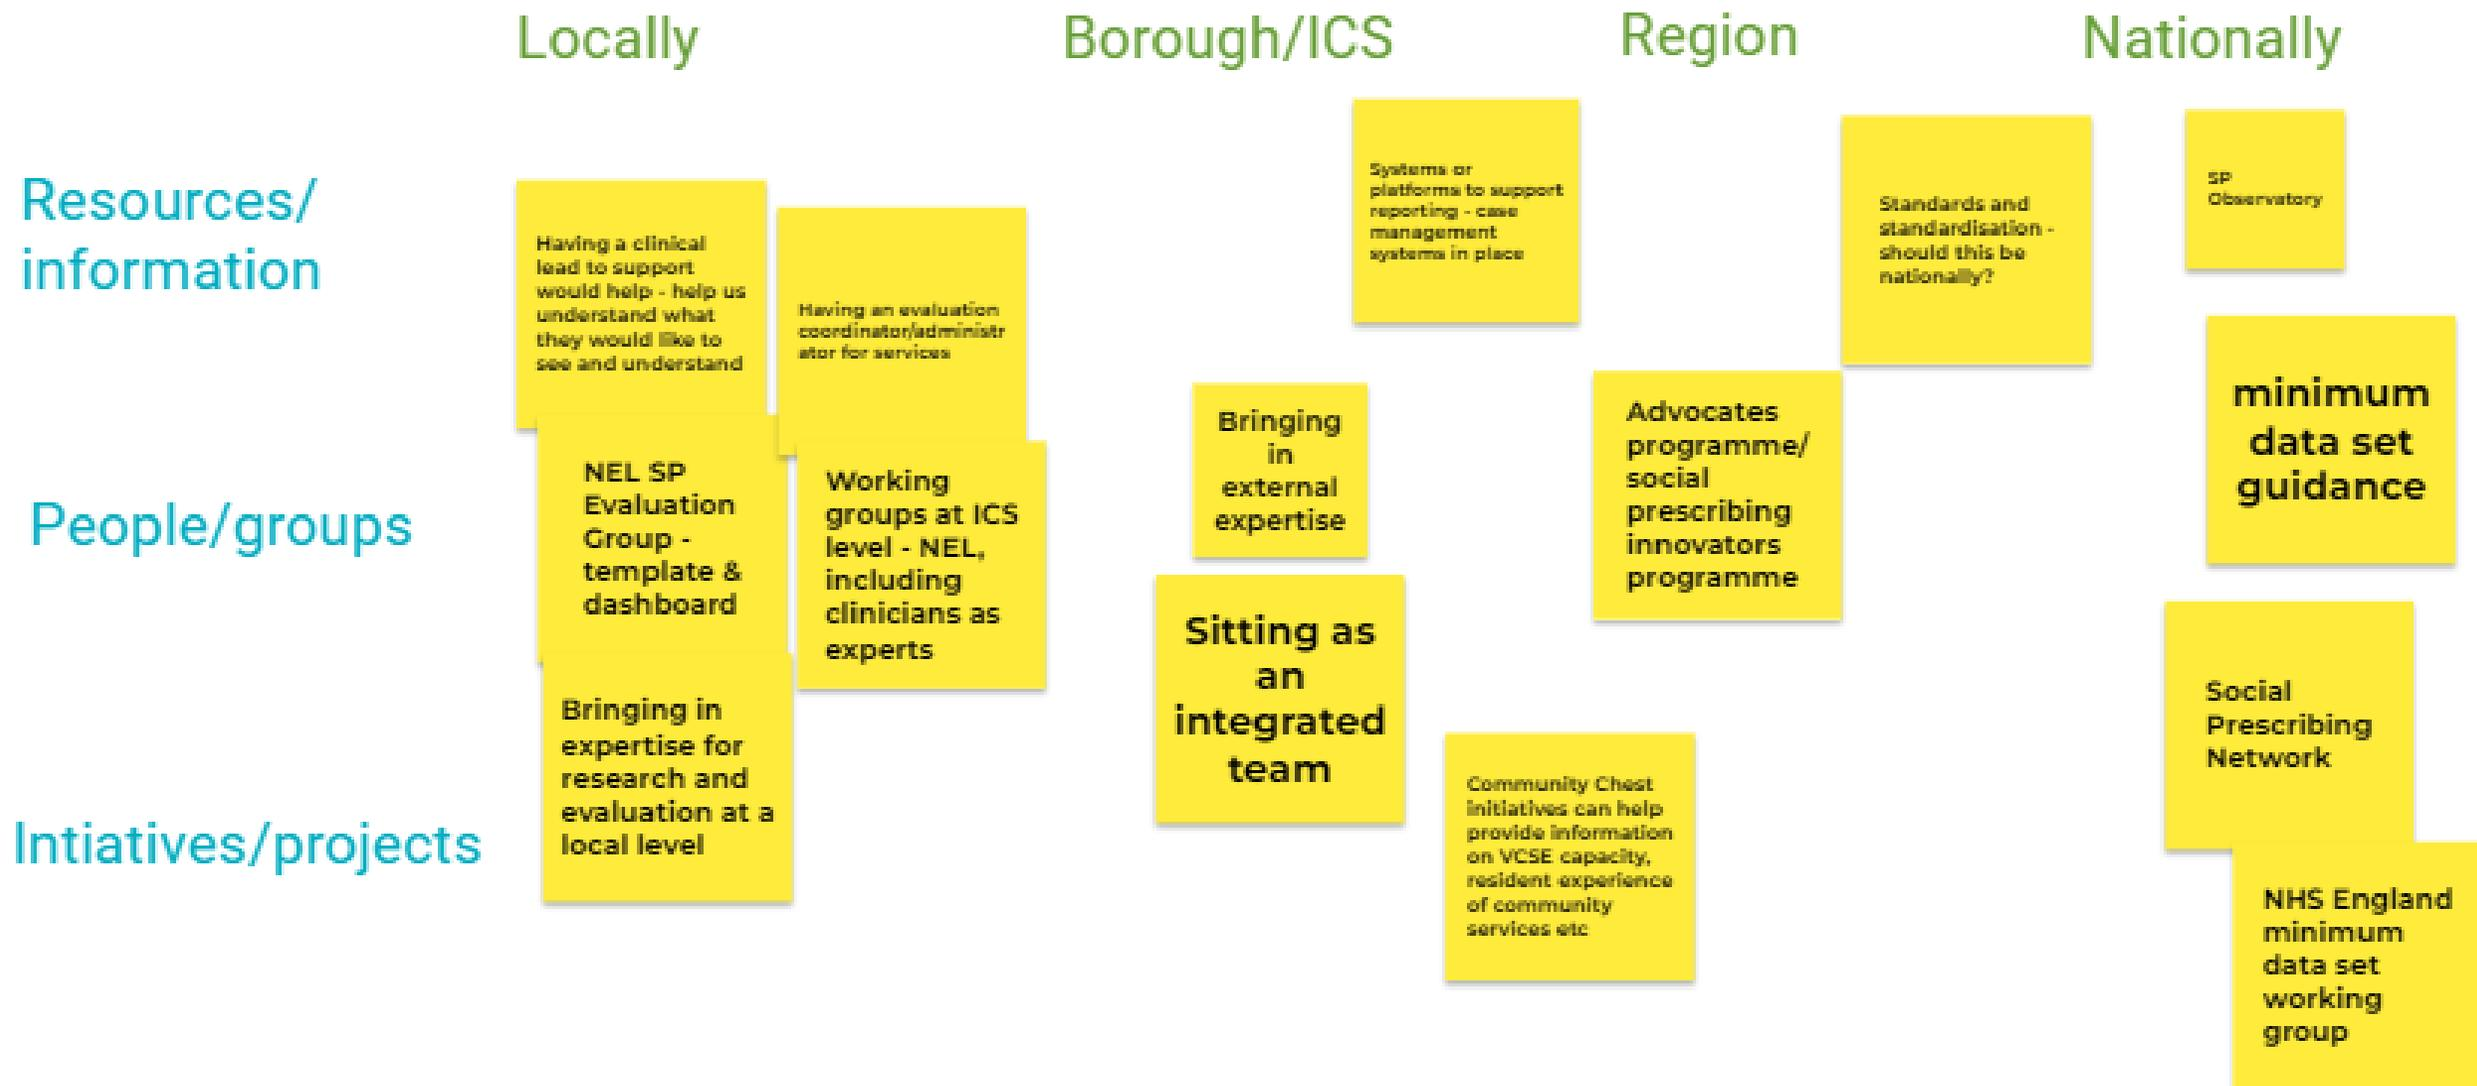 Locally
Borough/ICS
Region
Nationally
Resources/
information
People/groups
Intiatives/projects
Having a clinical
lead to support
would help - help us
understand what
they would like to
see and understand
Having an evaluation
coordinator/administr
ator for services
NEL SP
Evaluation
Group -
template &
dashboard
Working
groups at ICS
level - NEL,
including
clinicians as
experts
Bringing in
expertise for
research and
evaluation at a
local level
Systems or
platforms to support
reporting - case
management
systems in place
Bringing
in
external
expertise
Sitting as
an
integrated
team
Community Chest
initiatives can help
provide information
on VCSE capacity,
resident experience
of community
services etc
Advocates
programme/
social
prescribing
innovators
programme
Standards and
standardisation -
should this be
nationally?
SP
Observatory
minimum
data set
guidance
Social
Prescribing
Network
NHS England
minimum
data set
working
group